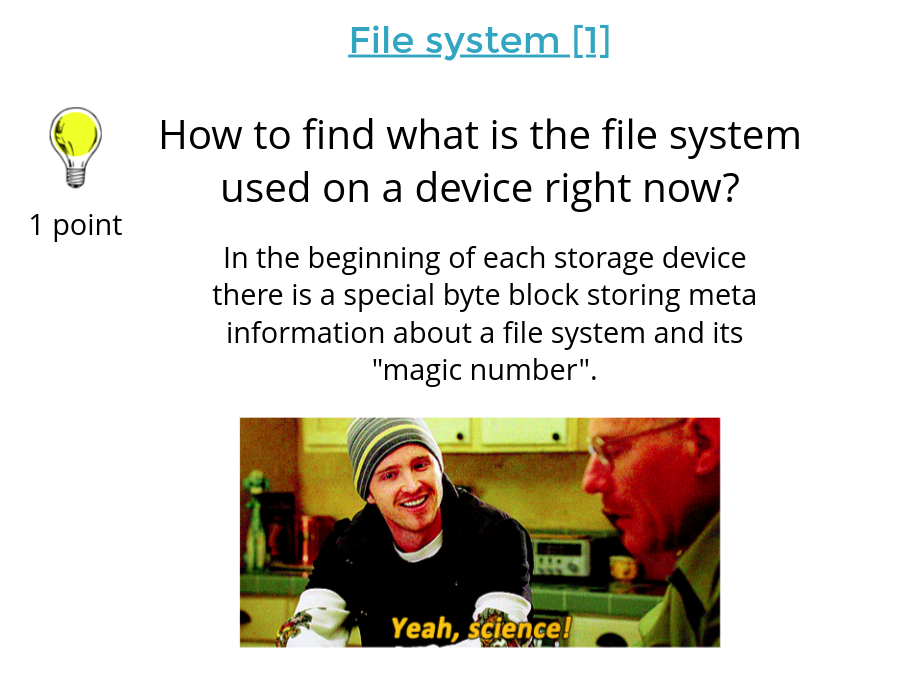 File system [1]
How to find what is the file system
used on a device right now?
1 point
In the beginning of each storage device
there is a special byte block storing meta
information about a file system and its
"magic number".
Yeah, science!